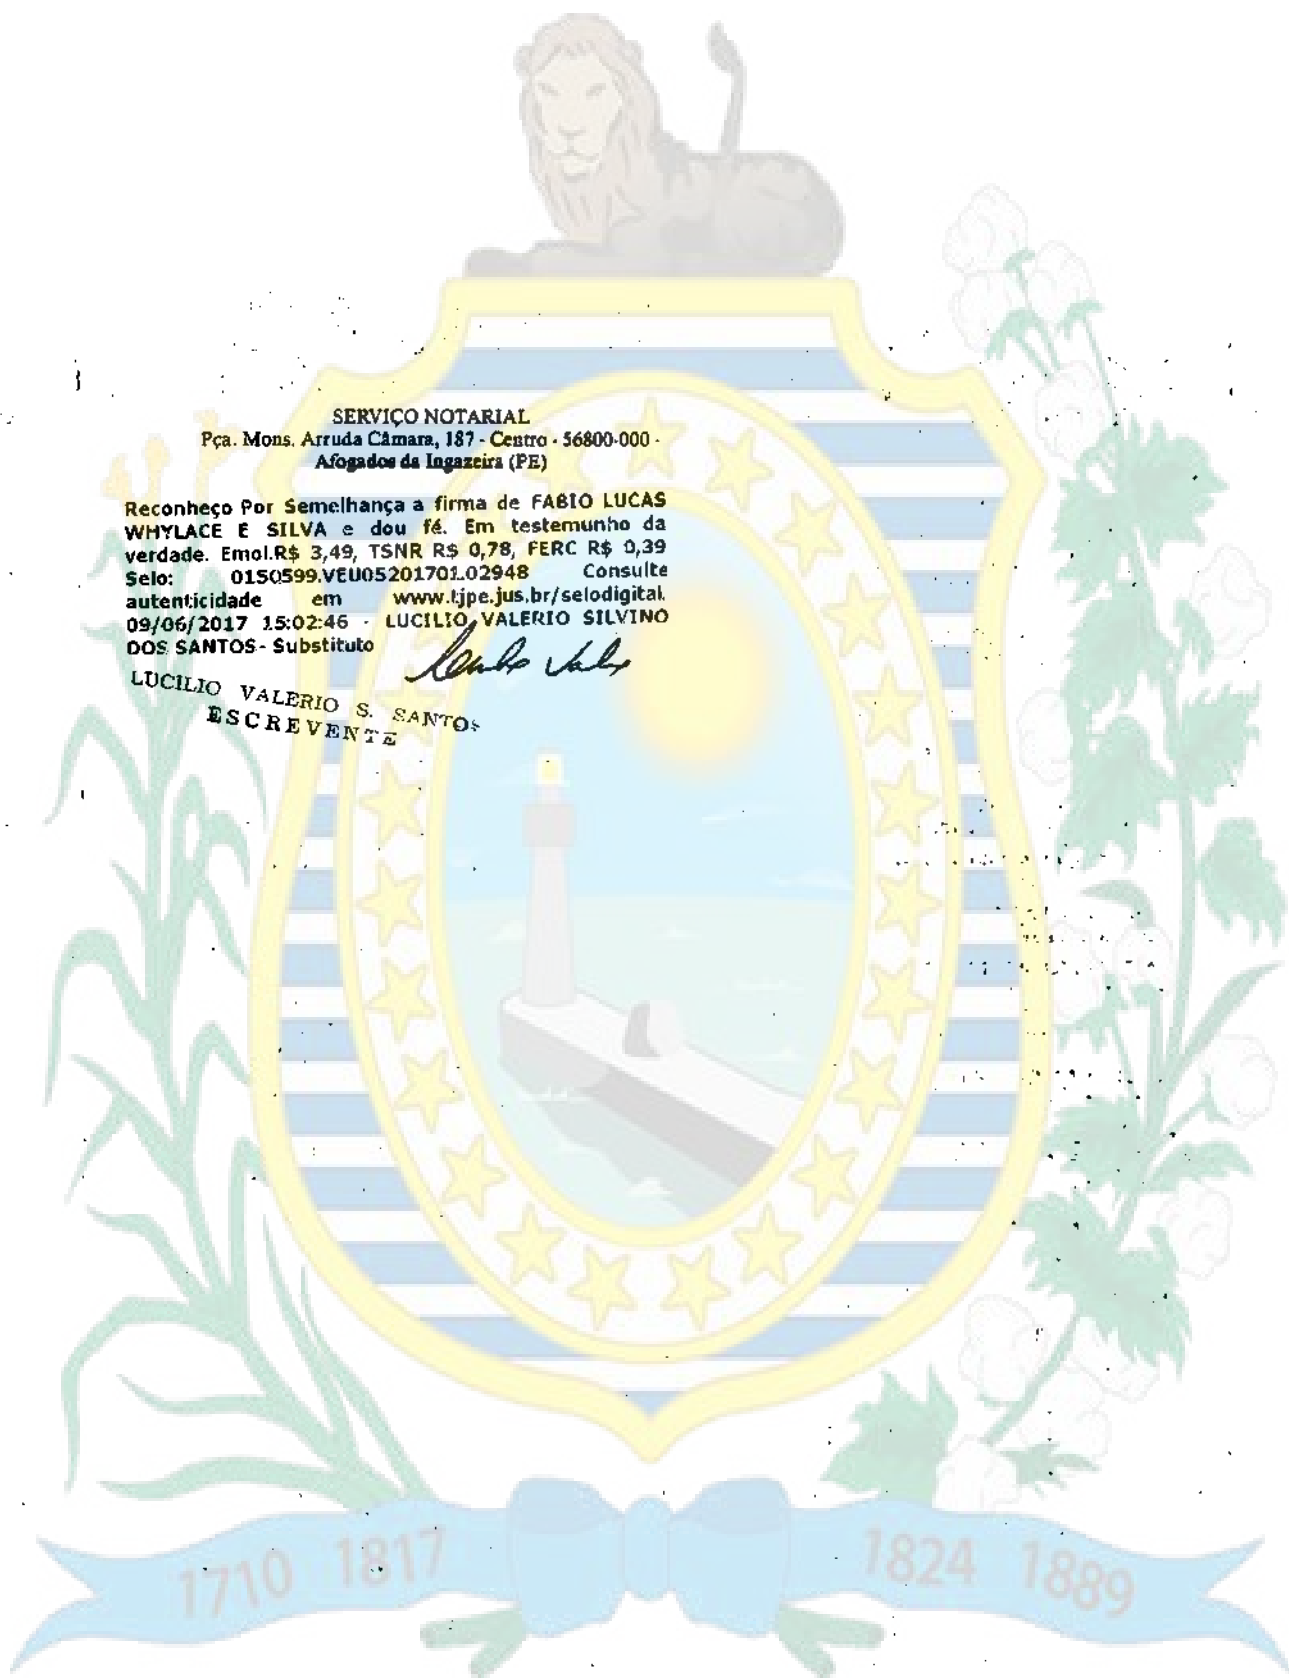 SERVIÇO NOTARIAL
Pça. Mons. Arruda Câmara, 187 - Centro - 56800-000 -
Afogados da Ingazeira (PE)
Reconheço Por Semelhança a firma de FABIO LUCAS
WHYLACE E SILVA e dou fé. Em testemunho da
verdade. Emol.R$ 3,49, TSNR R$ 0,78, FERC R$ 0,39
Selo: 0150599.VEU05201701.02948 Consulte
autenticidade em www.tjpe.jus.br/selodigital.
09/06/2017 15:02:46 - LUCILIO VALERIO SILVINO
DOS SANTOS - Substituto
LUCILIO VALERIO S. SANTOS
ESCREVENTE
1710 1817 1824 1889